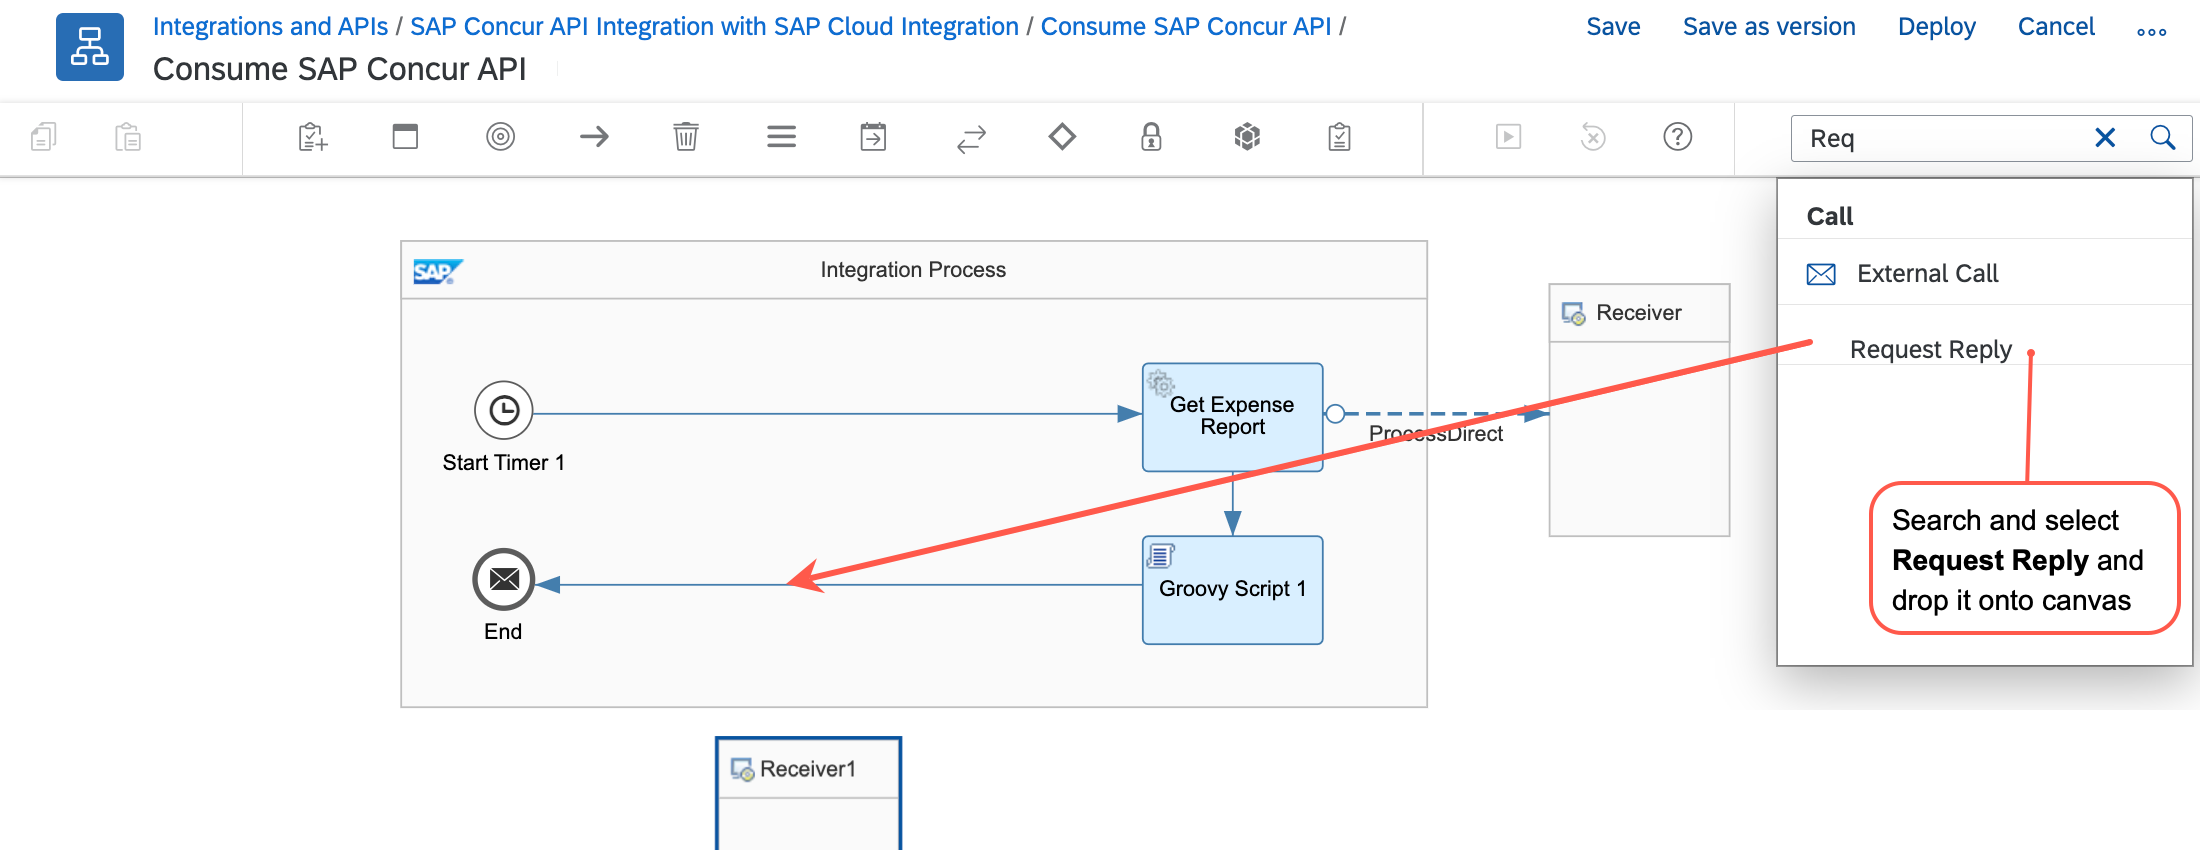 Integrations and APIs / SAP Concur API Integration with SAP Cloud Integration / Consume SAP Concur API /
Consume SAP Concur API
Save Save as version Deploy Cancel
Req
Call
External Call
Request Reply
SAP
Integration Process
Receiver
Get Expense
Report
ProcessDirect
Start Timer 1
Search and select
Request Reply and
drop it onto canvas
Groovy Script 1
End
Receiver1